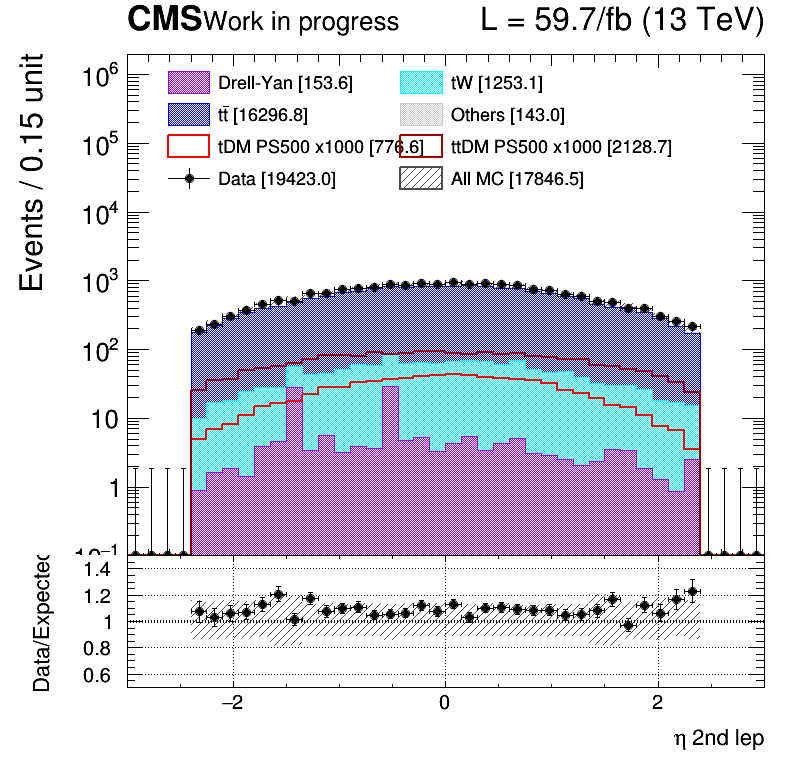 CMS Work in progress L = 59.7/fb (13 TeV)
Events / 0.15 unit
Drell-Yan [153.6] tW [1253.1]
tt̄ [16296.8] Others [143.0]
tDM PS500 x1000 [776.6] ttDM PS500 x1000 [2128.7]
Data [19423.0] All MC [17846.5]
10⁶
10⁵
10⁴
10³
10²
10
1
10⁻¹
Data/Expected
1.4
1.2
1
0.8
0.6
−2 0 2
η 2nd lep